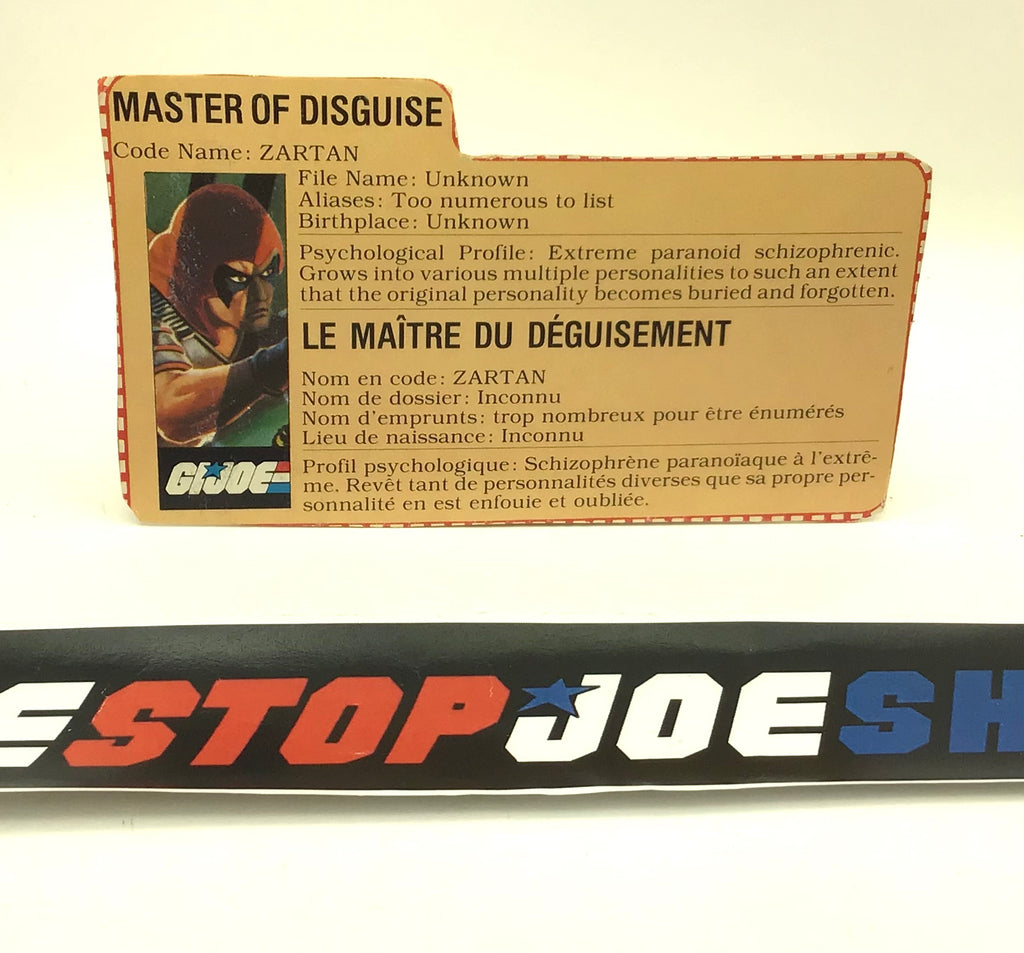 MASTER OF DISGUISE
Code Name: ZARTAN
File Name: Unknown
Aliases: Too numerous to list
Birthplace: Unknown
Psychological Profile: Extreme paranoid schizophrenic.
Grows into various multiple personalities to such an extent
that the original personality becomes buried and forgotten.
LE MAÎTRE DU DÉGUISEMENT
Nom en code: ZARTAN
Nom de dossier: Inconnu
Nom d'emprunts: trop nombreux pour être énumérés
Lieu de naissance: Inconnu
Profil psychologique: Schizophrène paranoïaque à l'extrê-
me. Revêt tant de personnalités diverses que sa propre per-
sonnalité en est enfouie et oubliée.
GI JOE
E STOP JOE SH